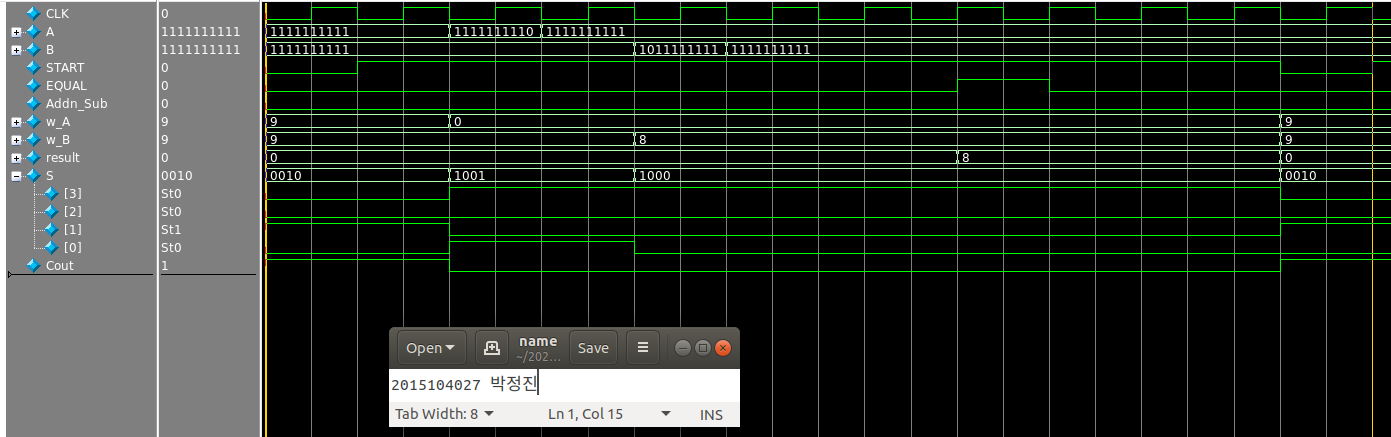 CLK 0
A 1111111111 1111111111 1111111110 1111111111
B 1111111111 1111111111 1011111111 1111111111
START 0
EQUAL 0
Addn_Sub 0
w_A 9 9 0 9
w_B 9 9 8 9
result 0 0 8 0
S 0010 0010 1001 1000 0010
[3] St0
[2] St0
[1] St1
[0] St0
Cout 1
Open name Save
~/202...
2015104027 박정진
Tab Width: 8 Ln 1, Col 15 INS